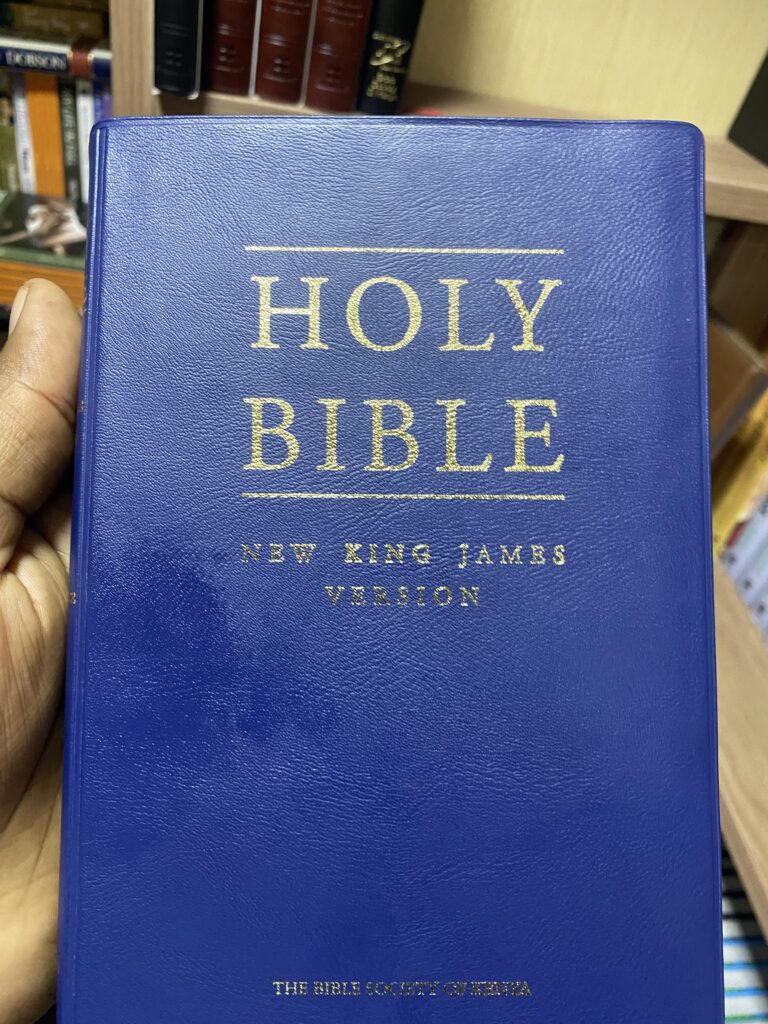 DOBSON
HOLY
BIBLE
NEW KING JAMES
VERSION
THE BIBLE SOCIETY OF KENYA